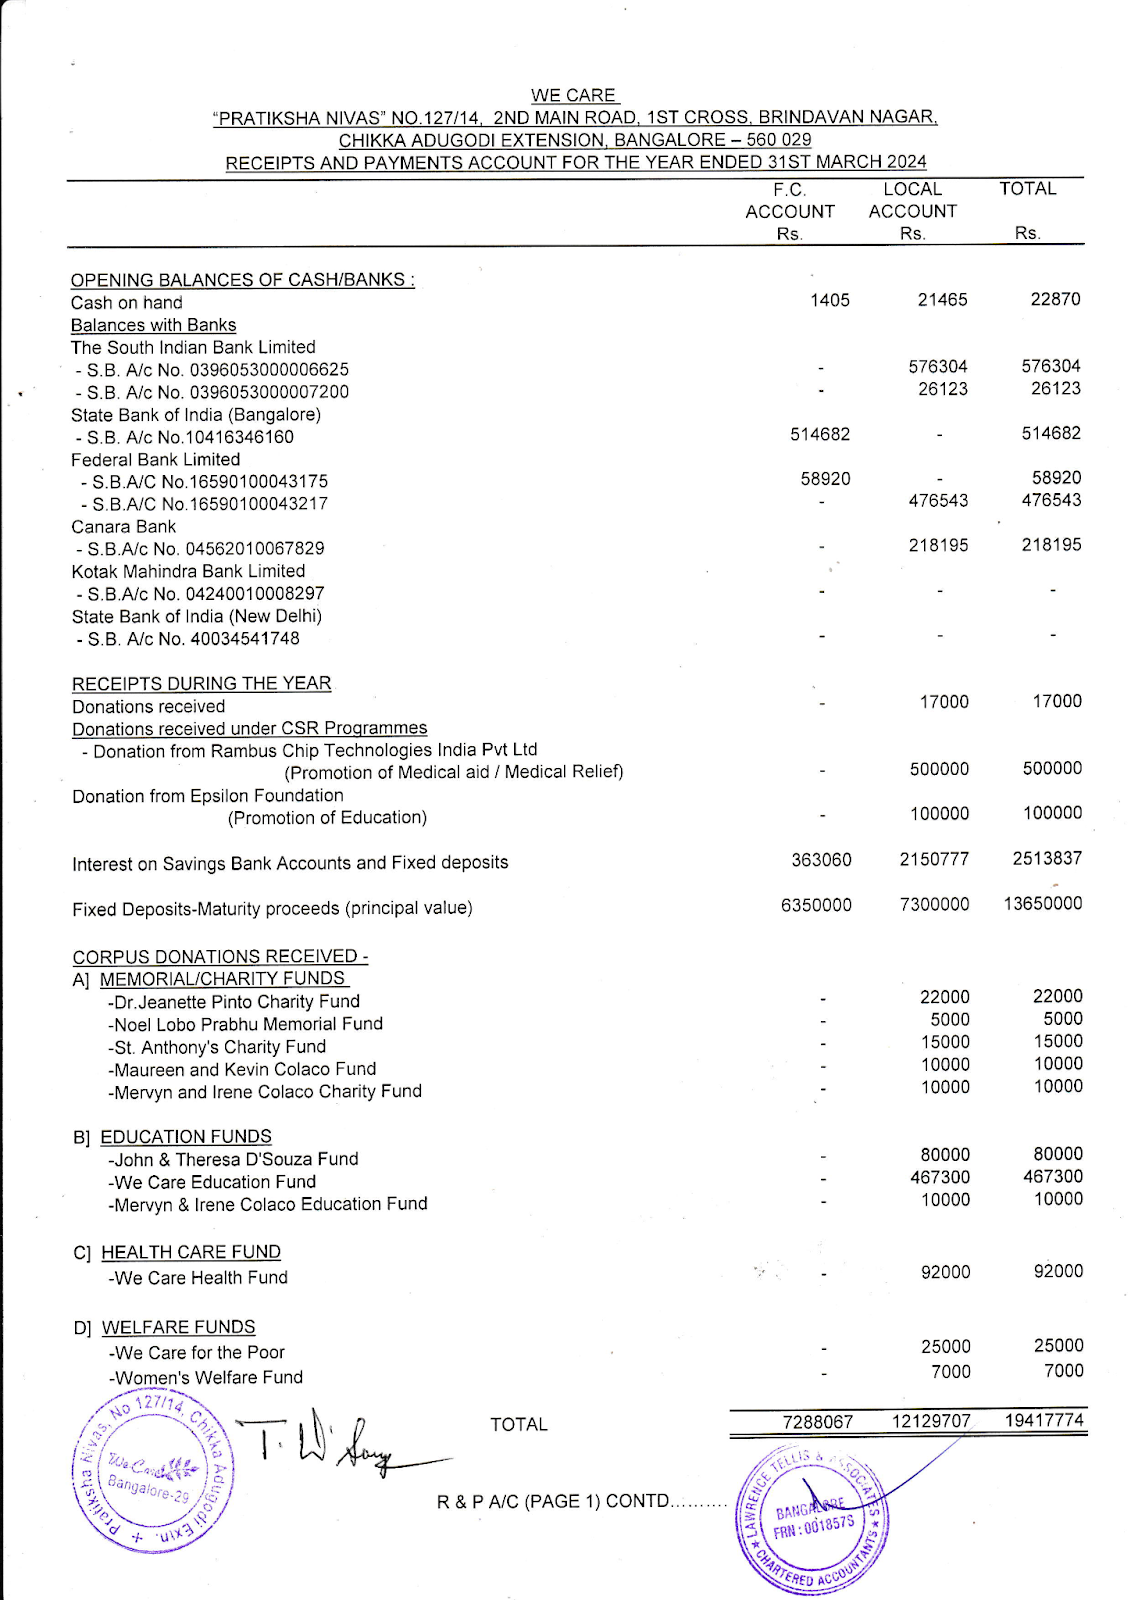 WE CARE
“PRATIKSHA NIVAS” NO.127/14, 2ND MAIN ROAD, 1ST CROSS, BRINDAVAN NAGAR,
CHIKKA ADUGODI EXTENSION, BANGALORE – 560 029
RECEIPTS AND PAYMENTS ACCOUNT FOR THE YEAR ENDED 31ST MARCH 2024
F.C. LOCAL TOTAL
ACCOUNT ACCOUNT
Rs. Rs. Rs.
OPENING BALANCES OF CASH/BANKS :
Cash on hand 1405 21465 22870
Balances with Banks
The South Indian Bank Limited
- S.B. A/c No. 0396053000006625 - 576304 576304
- S.B. A/c No. 0396053000007200 - 26123 26123
State Bank of India (Bangalore)
- S.B. A/c No.10416346160 514682 - 514682
Federal Bank Limited
- S.B.A/C No.16590100043175 58920 - 58920
- S.B.A/C No.16590100043217 - 476543 476543
Canara Bank
- S.B.A/c No. 04562010067829 - 218195 218195
Kotak Mahindra Bank Limited
- S.B.A/c No. 04240010008297 - - -
State Bank of India (New Delhi)
- S.B. A/c No. 40034541748 - - -
RECEIPTS DURING THE YEAR
Donations received - 17000 17000
Donations received under CSR Programmes
- Donation from Rambus Chip Technologies India Pvt Ltd
(Promotion of Medical aid / Medical Relief) - 500000 500000
Donation from Epsilon Foundation
(Promotion of Education) - 100000 100000
Interest on Savings Bank Accounts and Fixed deposits 363060 2150777 2513837
Fixed Deposits-Maturity proceeds (principal value) 6350000 7300000 13650000
CORPUS DONATIONS RECEIVED -
A] MEMORIAL/CHARITY FUNDS
-Dr.Jeanette Pinto Charity Fund - 22000 22000
-Noel Lobo Prabhu Memorial Fund - 5000 5000
-St. Anthony's Charity Fund - 15000 15000
-Maureen and Kevin Colaco Fund - 10000 10000
-Mervyn and Irene Colaco Charity Fund - 10000 10000
B] EDUCATION FUNDS
-John & Theresa D'Souza Fund - 80000 80000
-We Care Education Fund - 467300 467300
-Mervyn & Irene Colaco Education Fund - 10000 10000
C] HEALTH CARE FUND
-We Care Health Fund - 92000 92000
D] WELFARE FUNDS
-We Care for the Poor - 25000 25000
-Women's Welfare Fund - 7000 7000
TOTAL 7288067 12129707 19417774
R & P A/C (PAGE 1) CONTD..........
Pratiksha Nivas, No 127/14, Chikka Adugodi Extn. +
We Care
Bangalore-29
LAWRENCE TELLIS & ASSOCIATES
BANGALORE
FRN : 001857S
★ CHARTERED ACCOUNTANTS ★